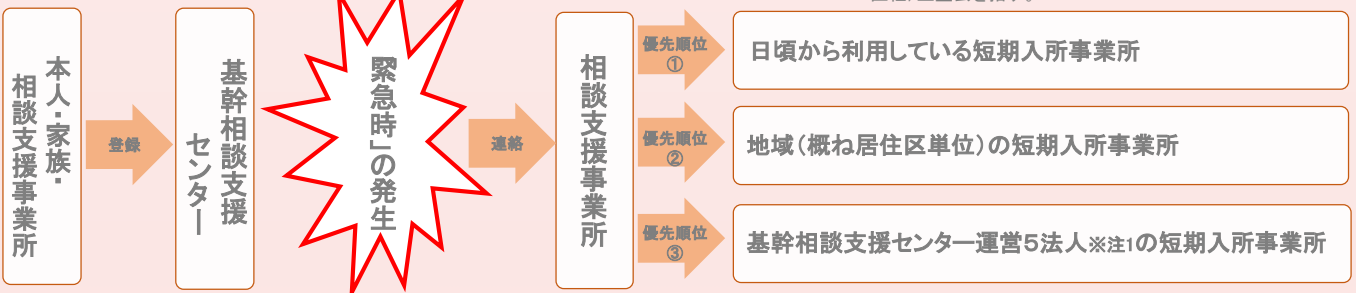 本人・家族・
相談支援事業所
登録
基幹相談支援
センター
緊急時」の発生
連絡
相談支援事業所
優先順位
①
日頃から利用している短期入所事業所
優先順位
②
地域（概ね居住区単位）の短期入所事業所
優先順位
③
基幹相談支援センター運営５法人※注1の短期入所事業所